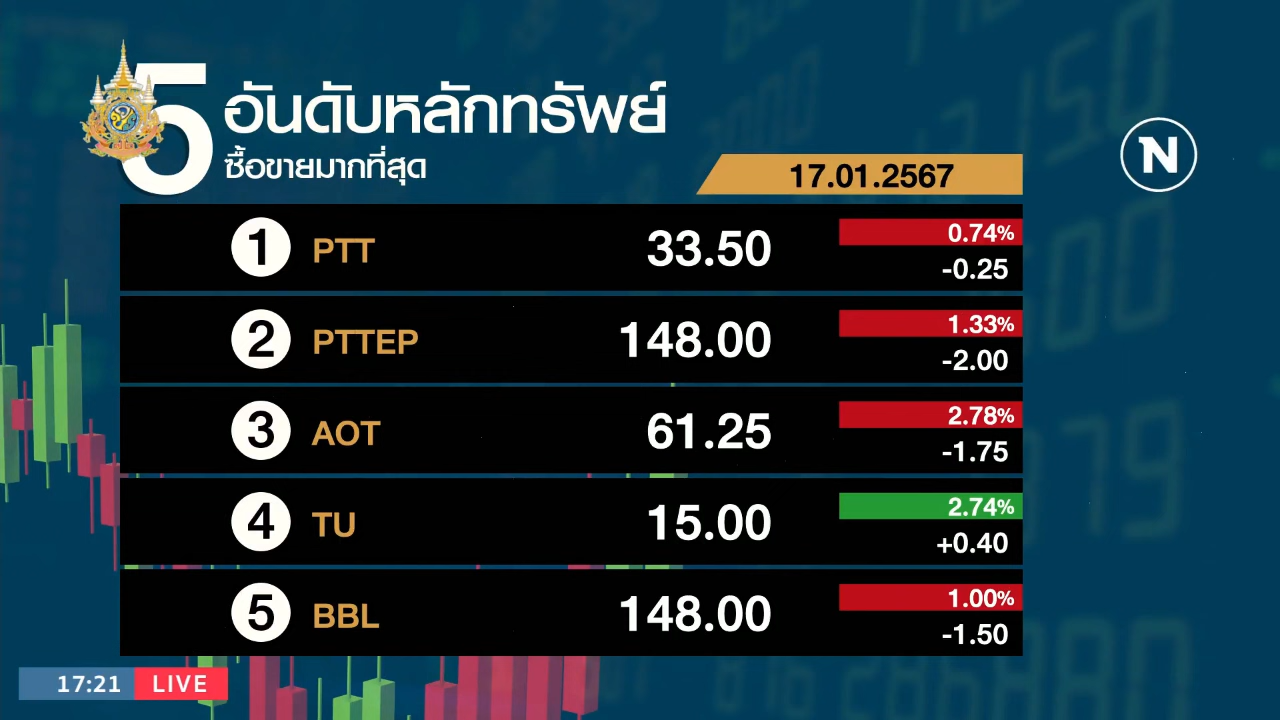 5 อันดับหลักทรัพย์
ซื้อขายมากที่สุด
17.01.2567
N
1 PTT 33.50 0.74%
-0.25
2 PTTEP 148.00 1.33%
-2.00
3 AOT 61.25 2.78%
-1.75
4 TU 15.00 2.74%
+0.40
5 BBL 148.00 1.00%
-1.50
17:21 LIVE